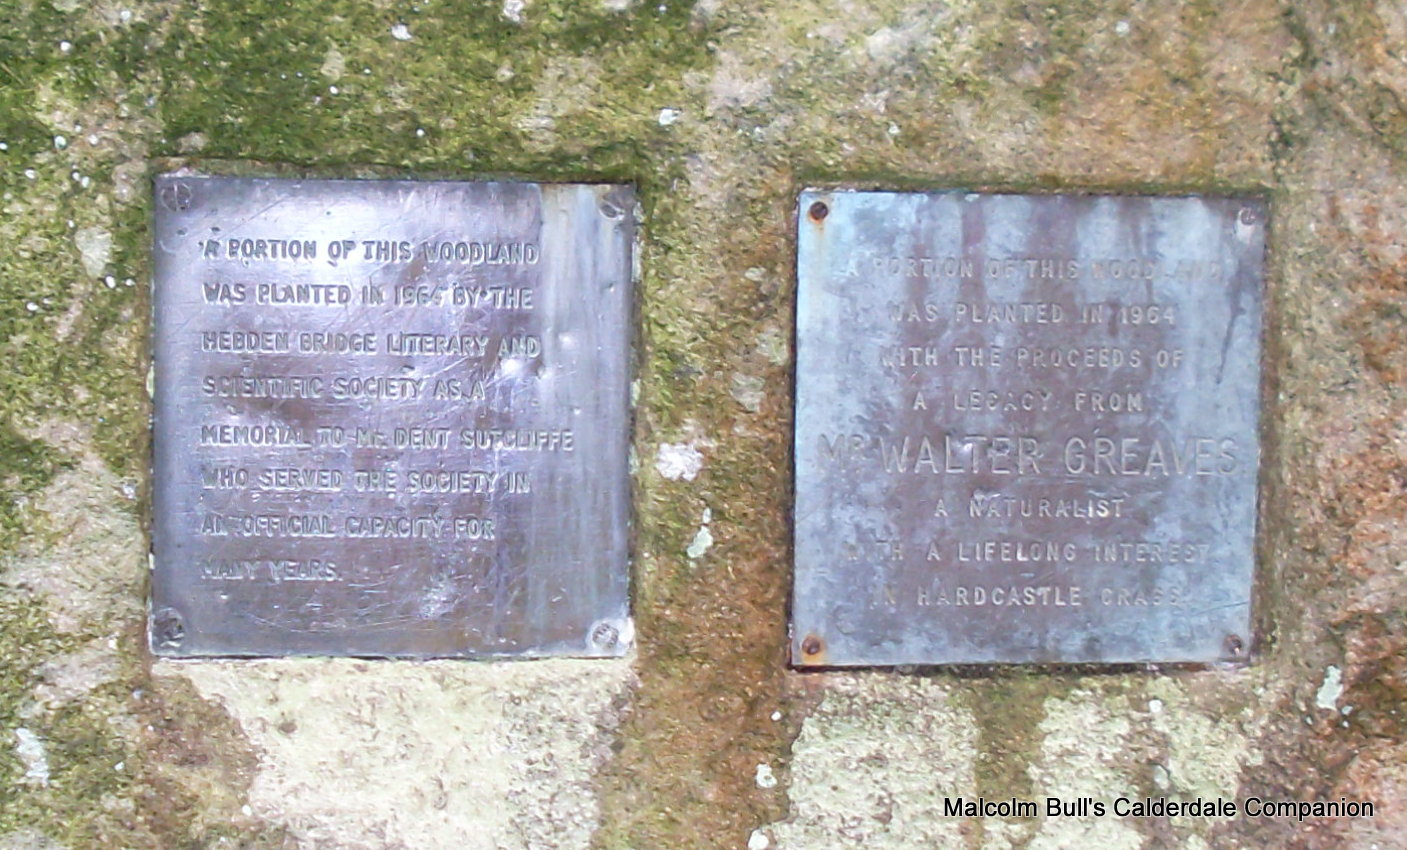 A PORTION OF THIS WOODLAND
WAS PLANTED IN 1964 BY THE
HEBDEN BRIDGE LITERARY AND
SCIENTIFIC SOCIETY AS A
MEMORIAL TO Mr. DENT SUTCLIFFE
WHO SERVED THE SOCIETY IN
AN OFFICIAL CAPACITY FOR
MANY YEARS.
A PORTION OF THIS WOODLAND
WAS PLANTED IN 1964
WITH THE PROCEEDS OF
A LEGACY FROM
MR WALTER GREAVES
A NATURALIST
WITH A LIFELONG INTEREST
IN HARDCASTLE CRAGS
Malcolm Bull's Calderdale Companion